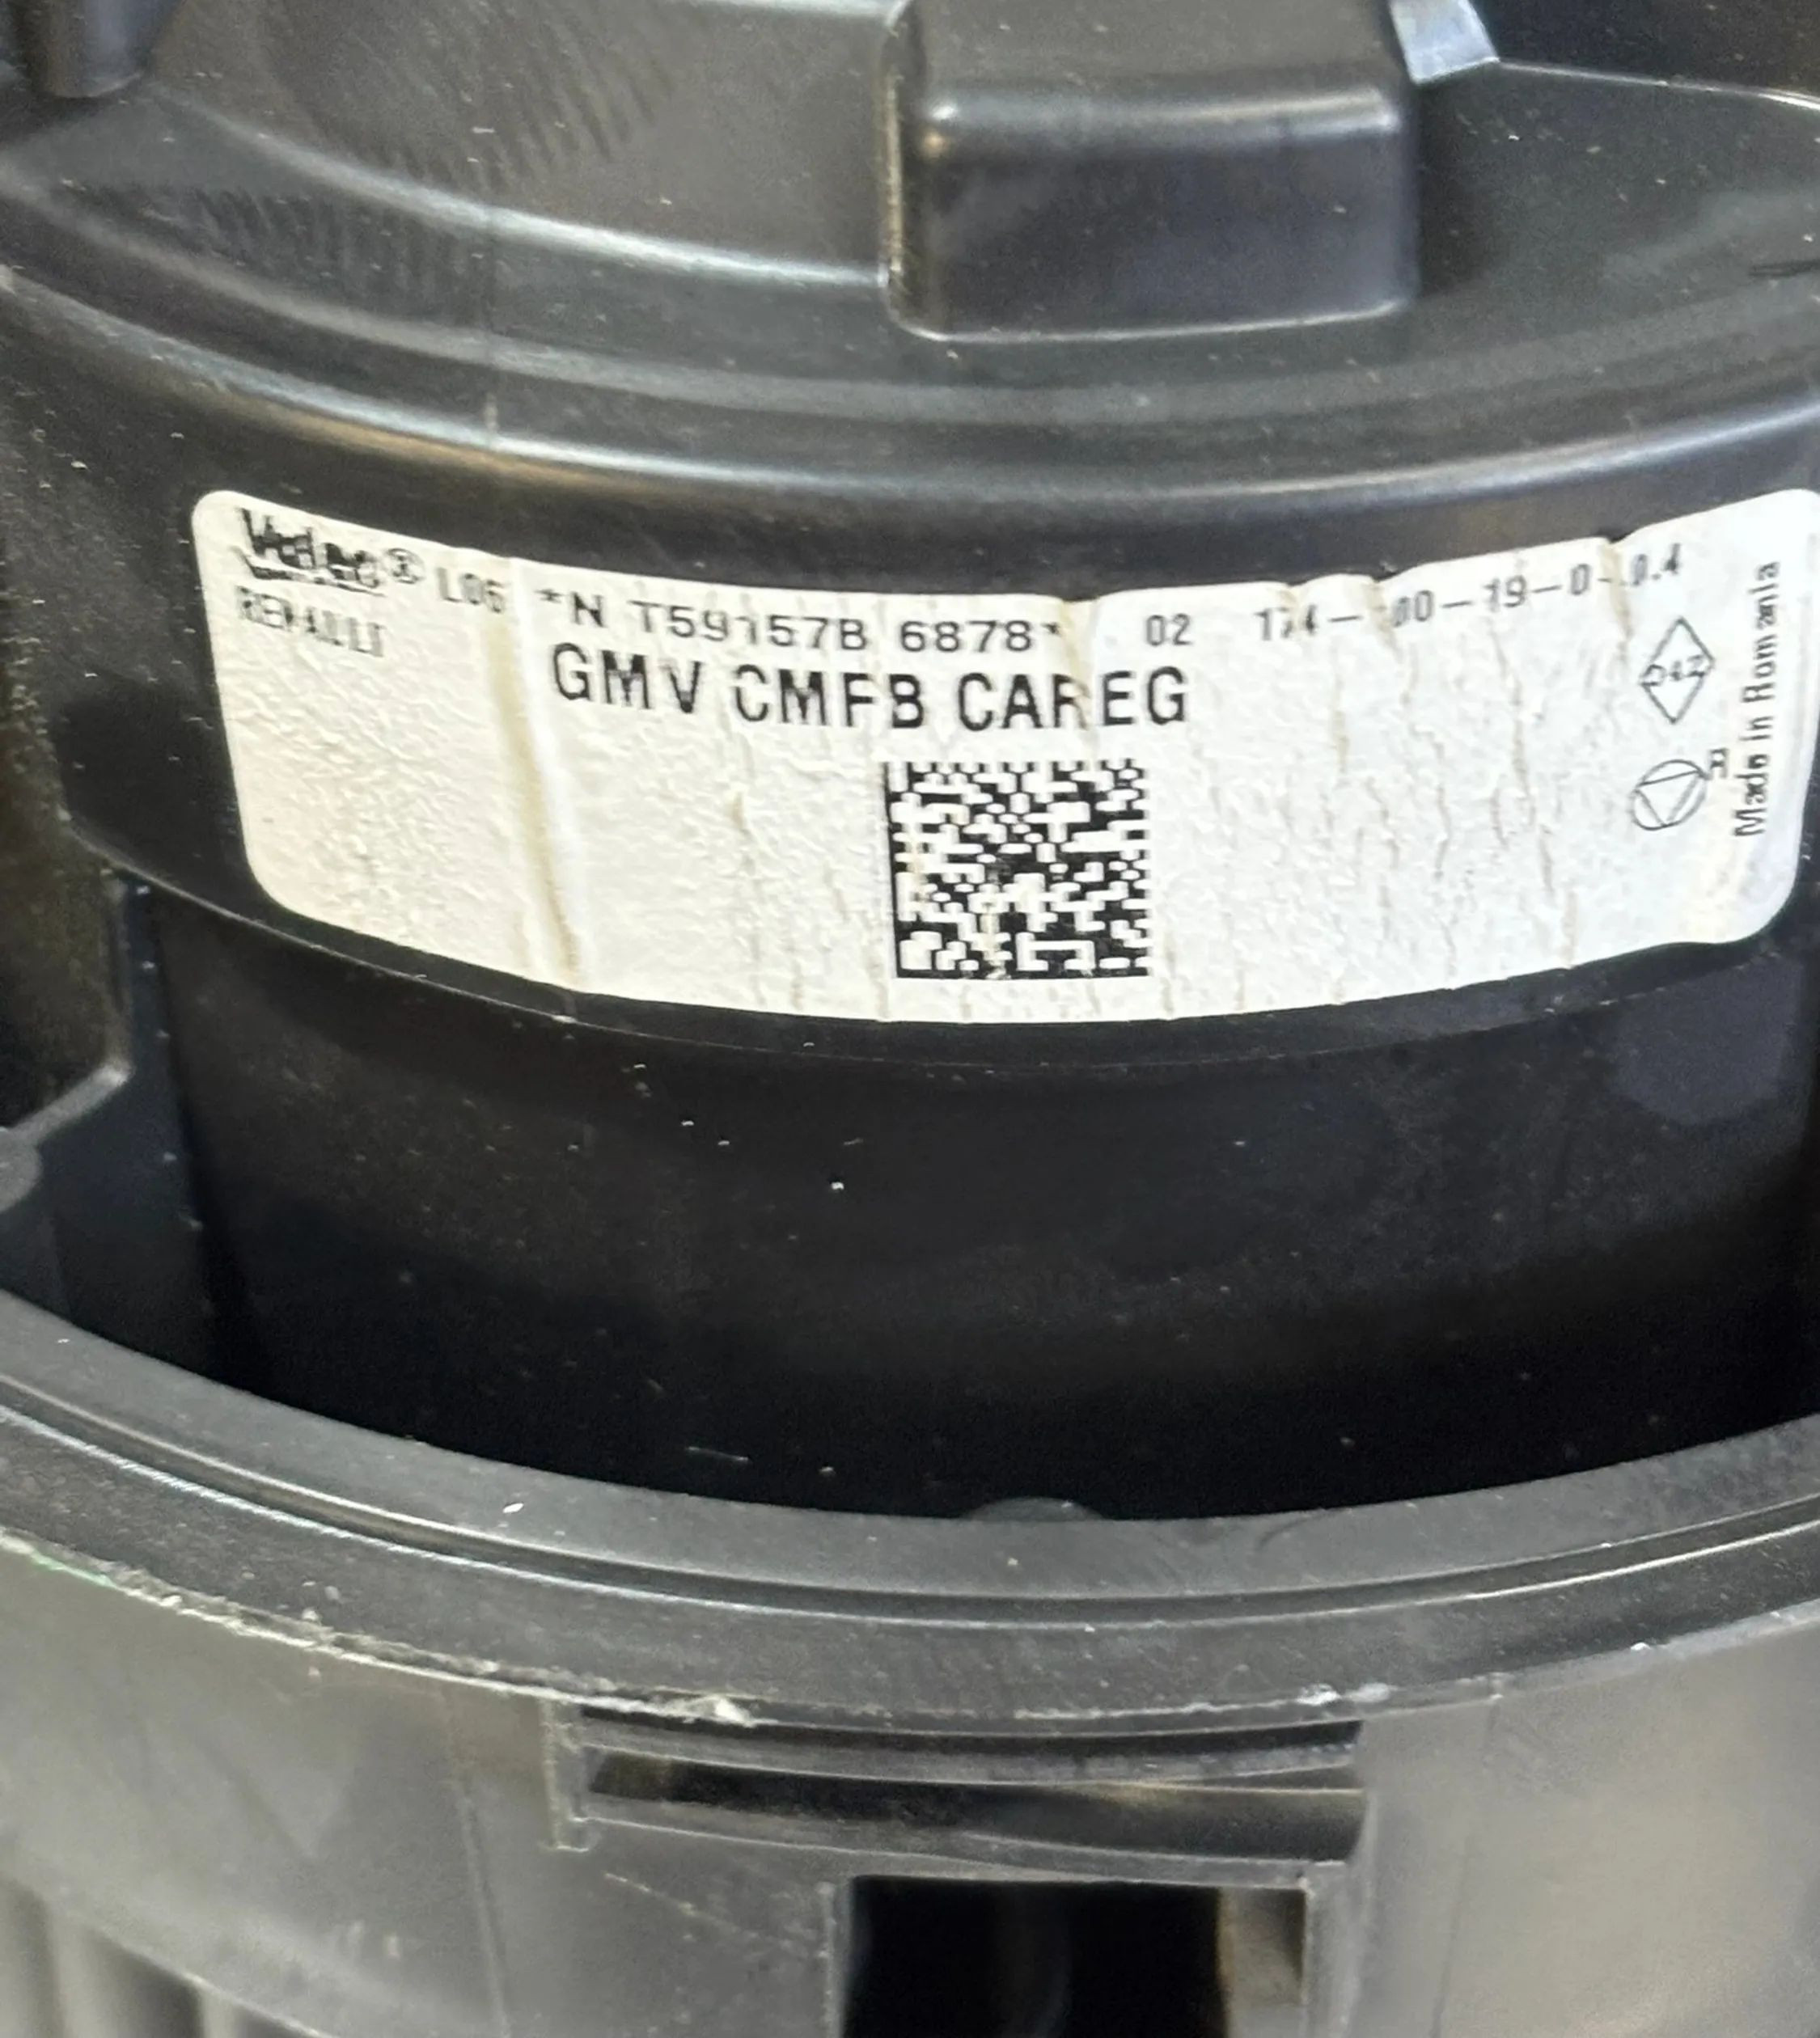 Valeo® L06 *N T59157B 6878* 02
RENAULT
GMV CMFB CAREG
Made in Romania
R